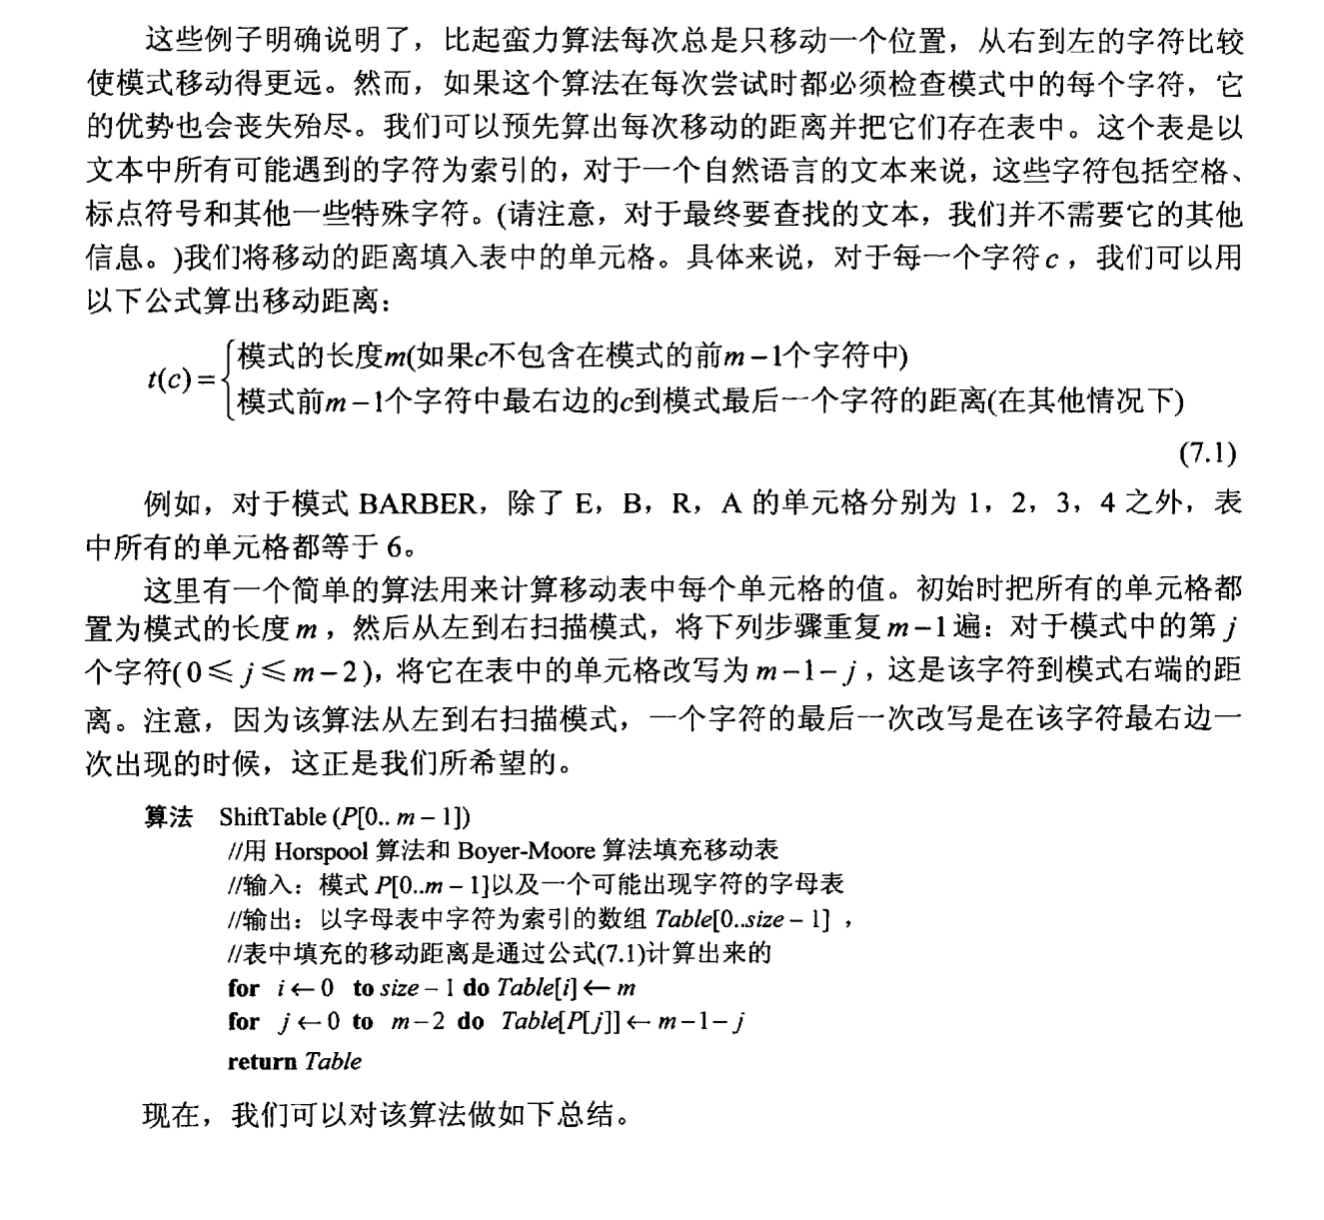 这些例子明确说明了，比起蛮力算法每次总是只移动一个位置，从右到左的字符比较
使模式移动得更远。然而，如果这个算法在每次尝试时都必须检查模式中的每个字符，它
的优势也会丧失殆尽。我们可以预先算出每次移动的距离并把它们存在表中。这个表是以
文本中所有可能遇到的字符为索引的，对于一个自然语言的文本来说，这些字符包括空格、
标点符号和其他一些特殊字符。(请注意，对于最终要查找的文本，我们并不需要它的其他
信息。)我们将移动的距离填入表中的单元格。具体来说，对于每一个字符 c ，我们可以用
以下公式算出移动距离：
t(c) = { 模式的长度m(如果c不包含在模式的前m－1个字符中)
模式前m－1个字符中最右边的c到模式最后一个字符的距离(在其他情况下)
(7.1)
例如，对于模式 BARBER，除了 E，B，R，A 的单元格分别为 1，2，3，4 之外，表
中所有的单元格都等于 6。
这里有一个简单的算法用来计算移动表中每个单元格的值。初始时把所有的单元格都
置为模式的长度 m ，然后从左到右扫描模式，将下列步骤重复 m－1 遍：对于模式中的第 j
个字符( 0 ≤ j ≤ m－2 )，将它在表中的单元格改写为 m－1－j ，这是该字符到模式右端的距
离。注意，因为该算法从左到右扫描模式，一个字符的最后一次改写是在该字符最右边一
次出现的时候，这正是我们所希望的。
算法 ShiftTable (P[0.. m – 1])
//用 Horspool 算法和 Boyer-Moore 算法填充移动表
//输入：模式 P[0..m – 1]以及一个可能出现字符的字母表
//输出：以字母表中字符为索引的数组 Table[0..size – 1] ，
//表中填充的移动距离是通过公式(7.1)计算出来的
for i ← 0 to size – 1 do Table[i] ← m
for j ← 0 to m－2 do Table[P[j]] ← m－1－j
return Table
现在，我们可以对该算法做如下总结。